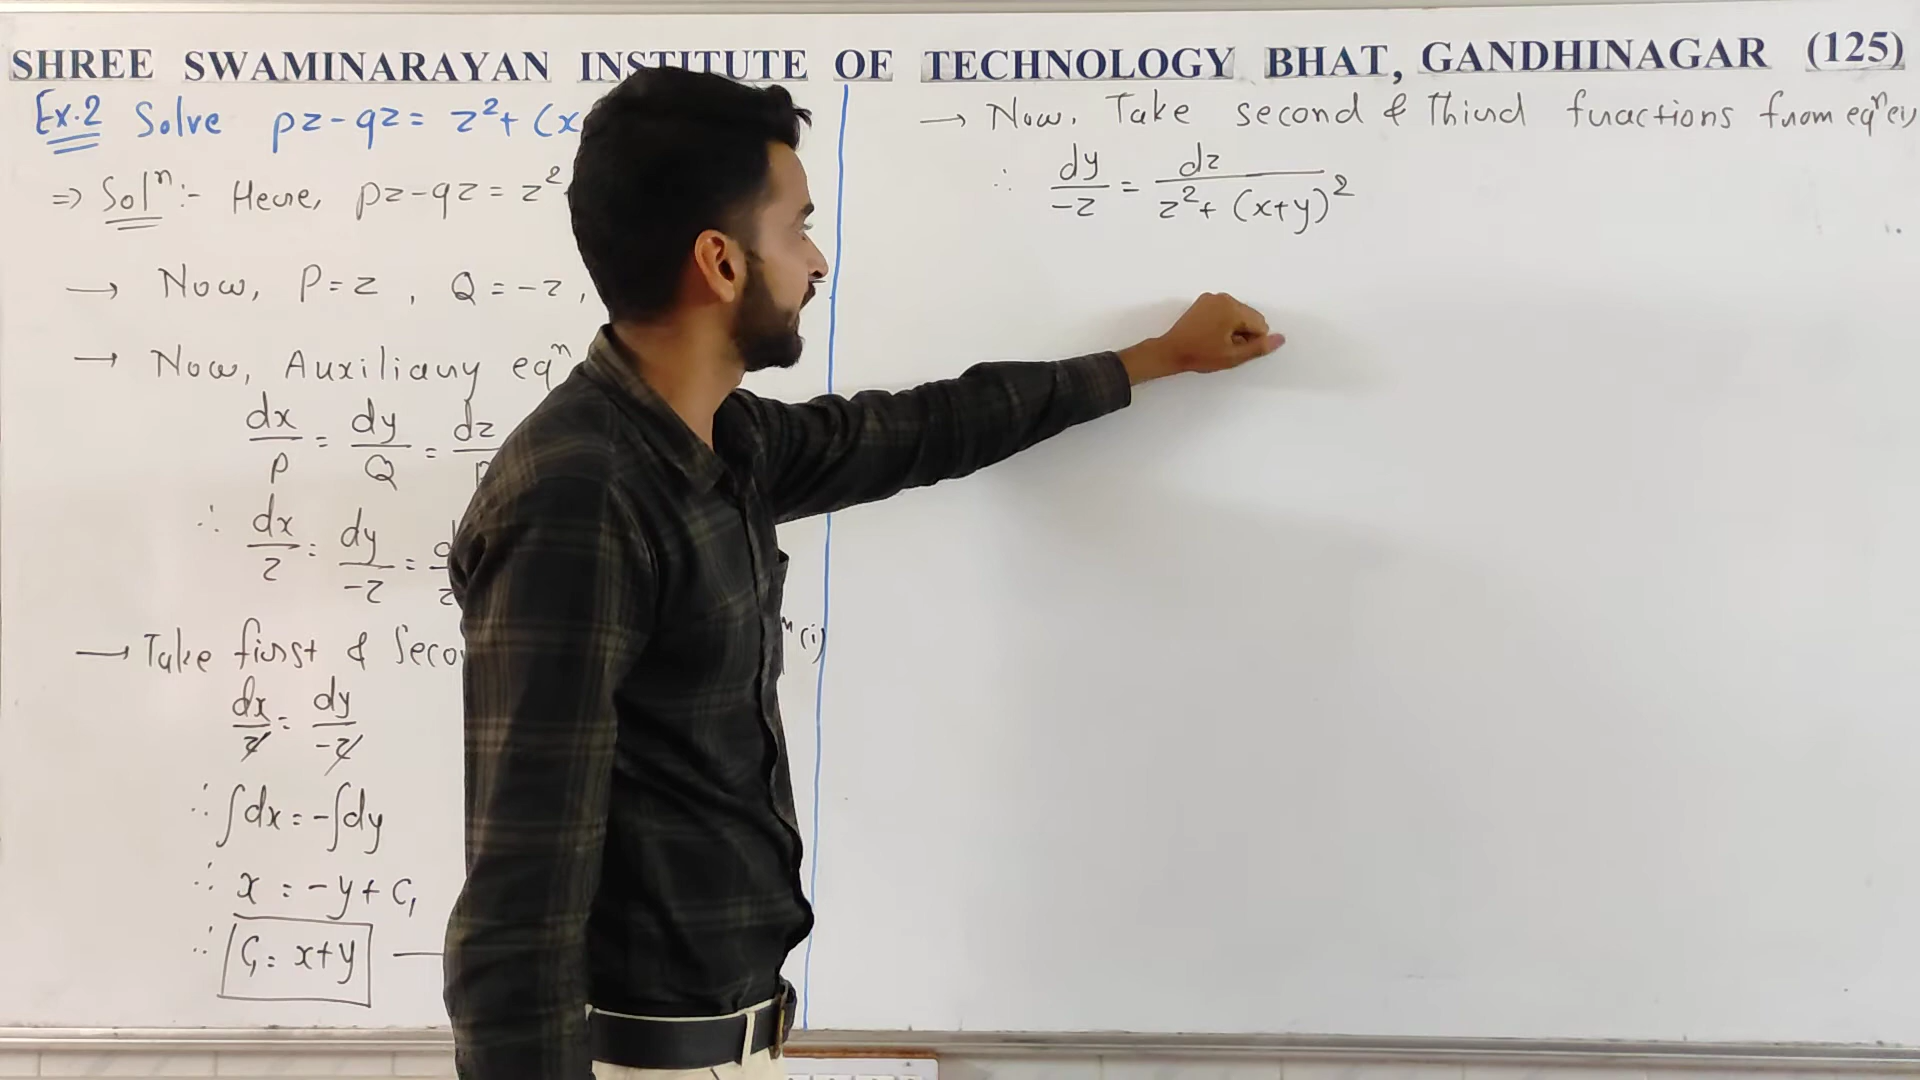 SHREE SWAMINARAYAN INSTITUTE OF TECHNOLOGY BHAT, GANDHINAGAR (125)
Ex.2 Solve pz-qz = z²+ (x
⇒ Solⁿ:- Here, pz-qz = z²
→ Now, P=z , Q=-z,
→ Now, Auxiliary eqⁿ
dx/P = dy/Q = dz/
∴ dx/z = dy/-z =
→ Take first &
(i)
dx/z = dy/-z
∴ ∫dx = -∫dy
∴ x = -y + C₁
∴ C₁ = x+y
→ Now, Take second & Third fractions from eqⁿ
∴ dy/-z = dz/z²+ (x+y)²